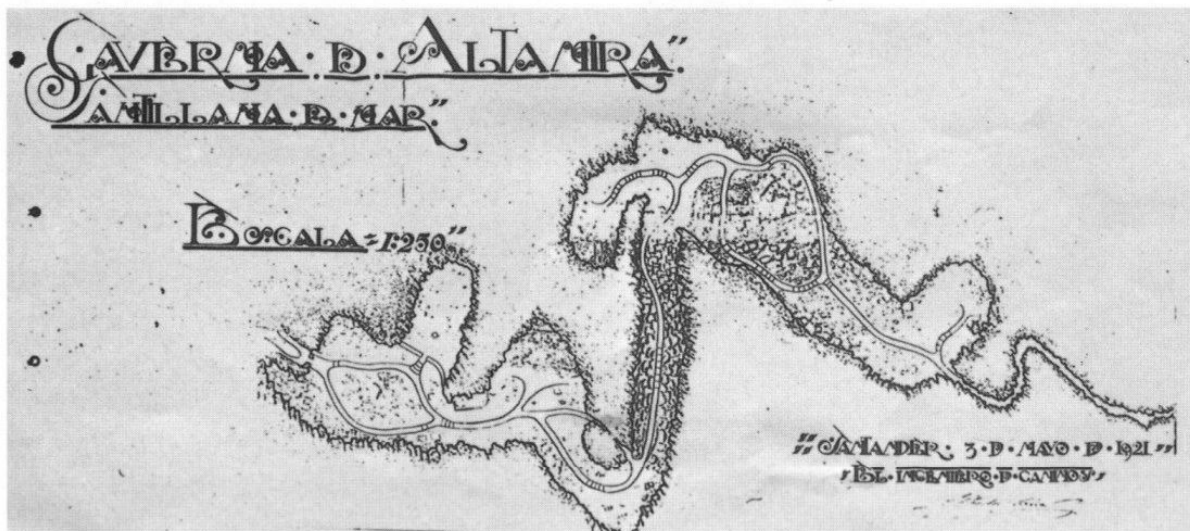 CAVERNA · D · ALTAMIRA"
SANTILLANA · D · MAR."
ESCALA = 1:250"
"SANTANDER: 3 · D · MAYO · D · 1921"
"EL · INGENIERO · D · CAMINOS"